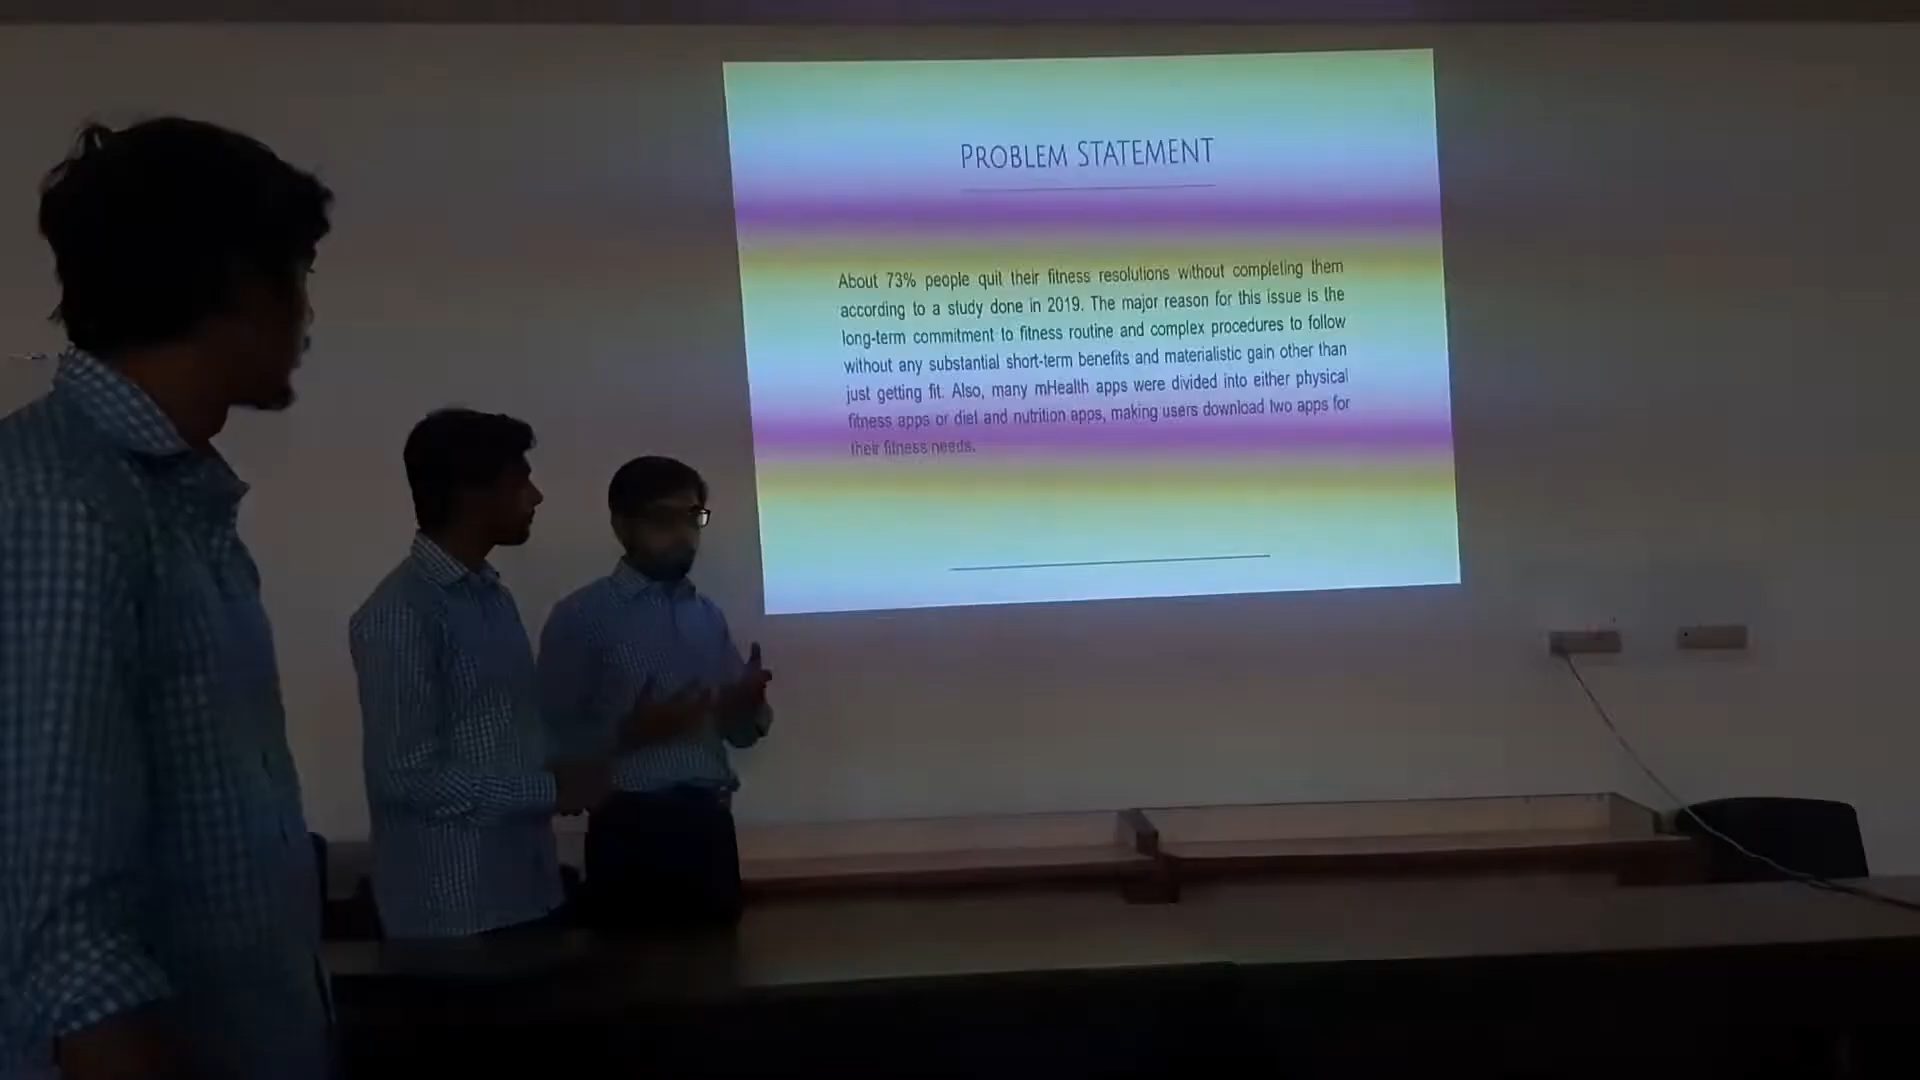 PROBLEM STATEMENT
About 73% people quit their fitness resolutions without completing them
according to a study done in 2019. The major reason for this issue is the
long-term commitment to fitness routine and complex procedures to follow
without any substantial short-term benefits and materialistic gain other than
just getting fit. Also, many mHealth apps were divided into either physical
fitness apps or diet and nutrition apps, making users download two apps for
their fitness needs.